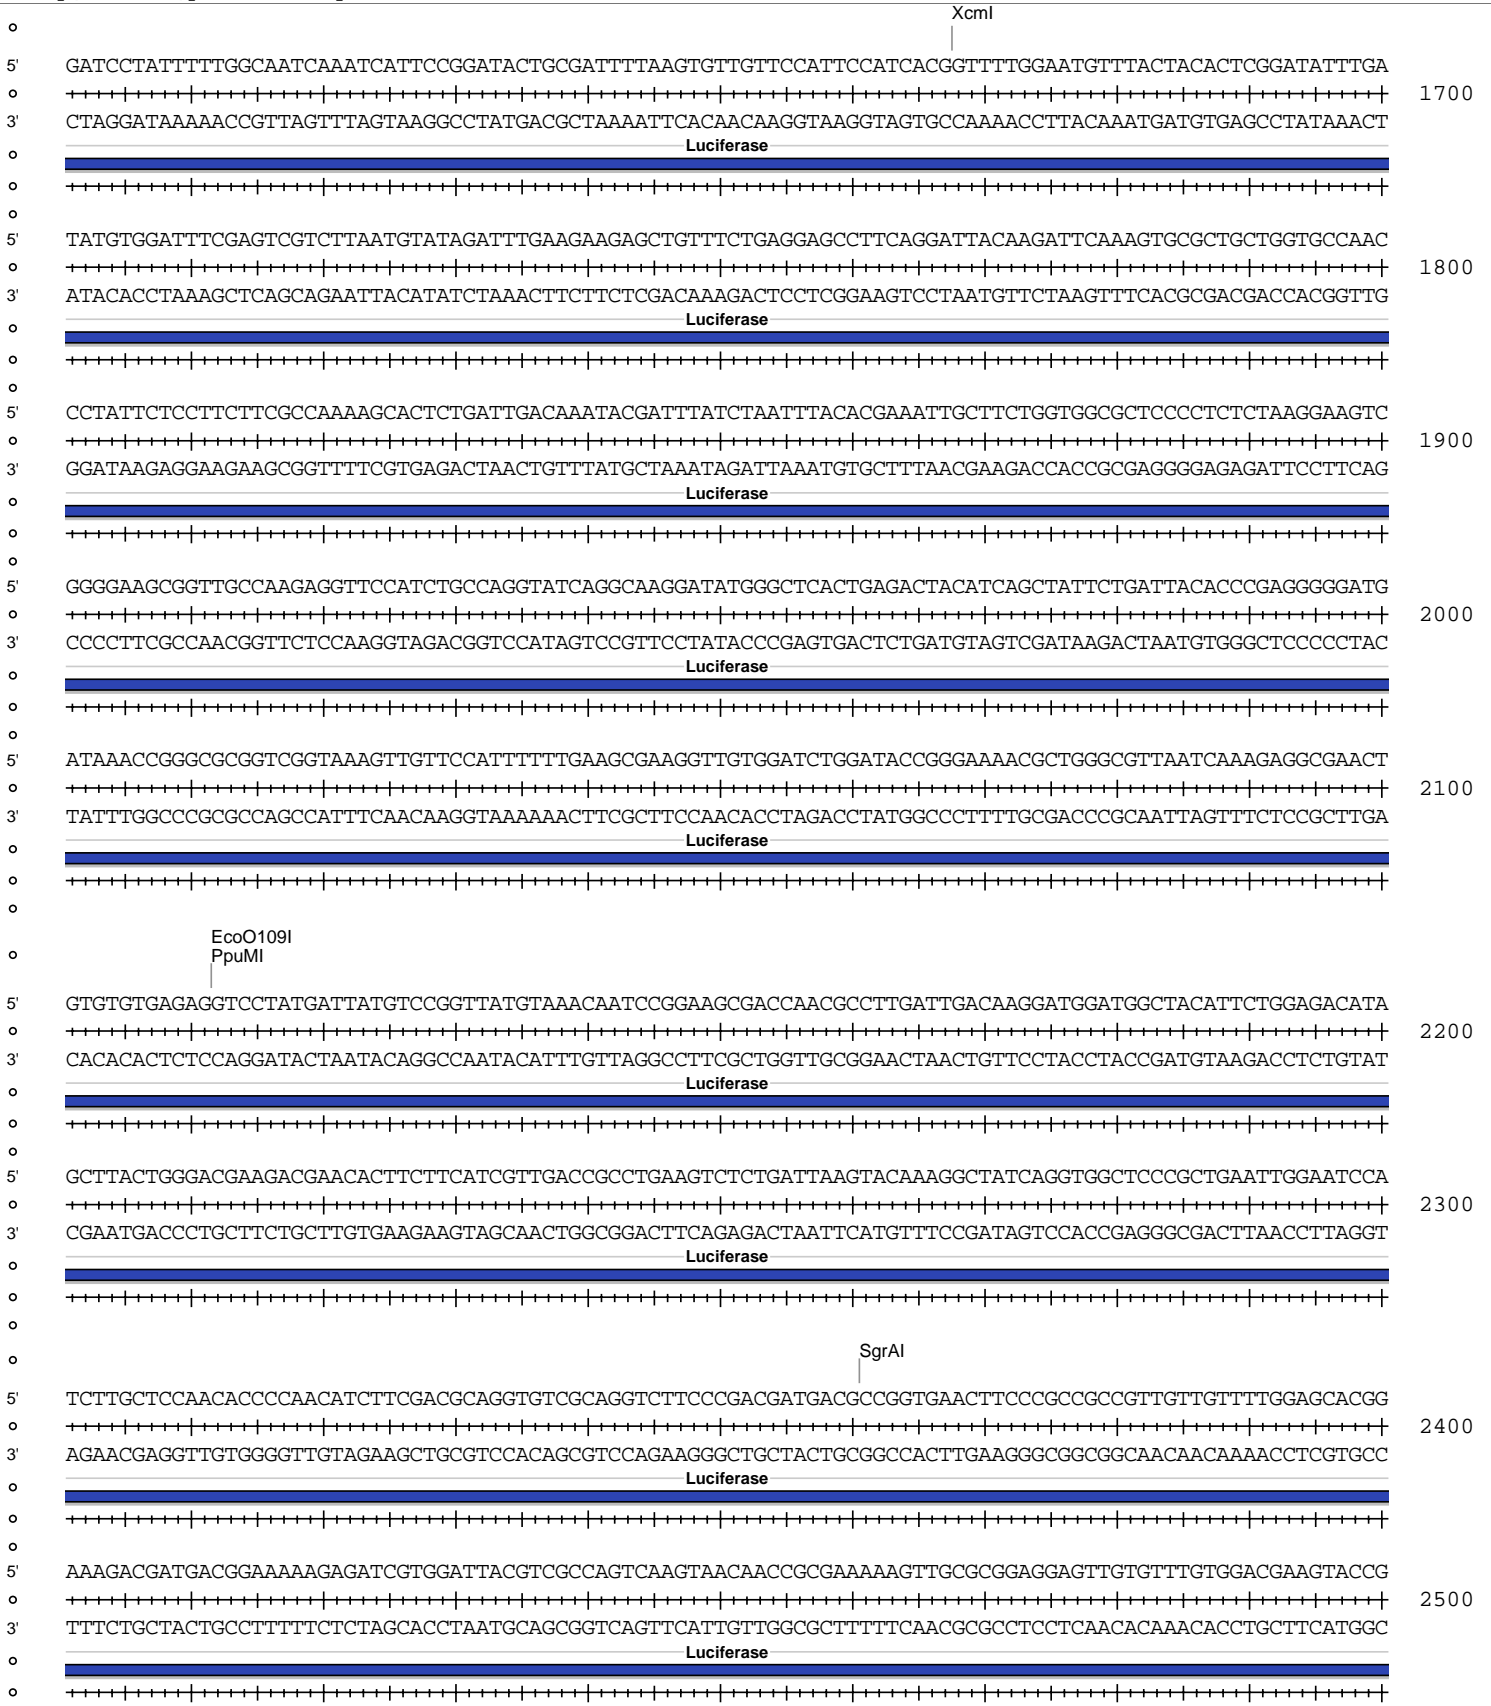 XcmI
5' GATCCTATTTTTGGCAATCAAATCATTCCGGATACTGCGATTTTAAGTGTTGTTCCATTCCATCACGGTTTTGGAATGTTTACTACACTCGGATATTTGA
1700
3' CTAGGATAAAAACCGTTAGTTTAGTAAGGCCTATGACGCTAAAATTCACAACAAGGTAAGGTAGTGCCAAAACCTTACAAATGATGTGAGCCTATAAACT
Luciferase
5' TATGTGGATTTCGAGTCGTCTTAATGTATAGATTTGAAGAAGAGCTGTTTCTGAGGAGCCTTCAGGATTACAAGATTCAAAGTGCGCTGCTGGTGCCAAC
1800
3' ATACACCTAAAGCTCAGCAGAATTACATATCTAAACTTCTTCTCGACAAAGACTCCTCGGAAGTCCTAATGTTCTAAGTTTCACGCGACGACCACGGTTG
Luciferase
5' CCTATTCTCCTTCTTCGCCAAAAGCACTCTGATTGACAAATACGATTTATCTAATTTACACGAAATTGCTTCTGGTGGCGCTCCCCTCTCTAAGGAAGTC
1900
3' GGATAAGAGGAAGAAGCGGTTTTCGTGAGACTAACTGTTTATGCTAAATAGATTAAATGTGCTTTAACGAAGACCACCGCGAGGGGAGAGATTCCTTCAG
Luciferase
5' GGGGAAGCGGTTGCCAAGAGGTTCCATCTGCCAGGTATCAGGCAAGGATATGGGCTCACTGAGACTACATCAGCTATTCTGATTACACCCGAGGGGGATG
2000
3' CCCCTTCGCCAACGGTTCTCCAAGGTAGACGGTCCATAGTCCGTTCCTATACCCGAGTGACTCTGATGTAGTCGATAAGACTAATGTGGGCTCCCCCTAC
Luciferase
5' ATAAACCGGGCGCGGTCGGTAAAGTTGTTCCATTTTTTGAAGCGAAGGTTGTGGATCTGGATACCGGGAAAACGCTGGGCGTTAATCAAAGAGGCGAACT
2100
3' TATTTGGCCCGCGCCAGCCATTTCAACAAGGTAAAAAACTTCGCTTCCAACACCTAGACCTATGGCCCTTTTGCGACCCGCAATTAGTTTCTCCGCTTGA
Luciferase
EcoO109I
PpuMI
5' GTGTGTGAGAGGTCCTATGATTATGTCCGGTTATGTAAACAATCCGGAAGCGACCAACGCCTTGATTGACAAGGATGGATGGCTACATTCTGGAGACATA
2200
3' CACACACTCTCCAGGATACTAATACAGGCCAATACATTTGTTAGGCCTTCGCTGGTTGCGGAACTAACTGTTCCTACCTACCGATGTAAGACCTCTGTAT
Luciferase
5' GCTTACTGGGACGAAGACGAACACTTCTTCATCGTTGACCGCCTGAAGTCTCTGATTAAGTACAAAGGCTATCAGGTGGCTCCCGCTGAATTGGAATCCA
2300
3' CGAATGACCCTGCTTCTGCTTGTGAAGAAGTAGCAACTGGCGGACTTCAGAGACTAATTCATGTTTCCGATAGTCCACCGAGGGCGACTTAACCTTAGGT
Luciferase
SgrAI
5' TCTTGCTCCAACACCCCAACATCTTCGACGCAGGTGTCGCAGGTCTTCCCGACGATGACGCCGGTGAACTTCCCGCCGCCGTTGTTGTTTTGGAGCACGG
2400
3' AGAACGAGGTTGTGGGGTTGTAGAAGCTGCGTCCACAGCGTCCAGAAGGGCTGCTACTGCGGCCACTTGAAGGGCGGCGGCAACAACAAAACCTCGTGCC
Luciferase
5' AAAGACGATGACGGAAAAAGAGATCGTGGATTACGTCGCCAGTCAAGTAACAACCGCGAAAAAGTTGCGCGGAGGAGTTGTGTTTGTGGACGAAGTACCG
2500
3' TTTCTGCTACTGCCTTTTTCTCTAGCACCTAATGCAGCGGTCAGTTCATTGTTGGCGCTTTTTCAACGCGCCTCCTCAACACAAACACCTGCTTCATGGC
Luciferase